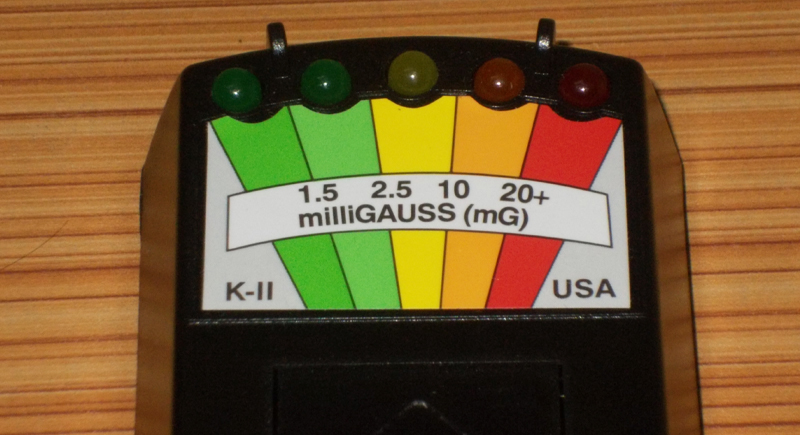 1.5 2.5 10 20+
milliGAUSS (mG)
K-II USA